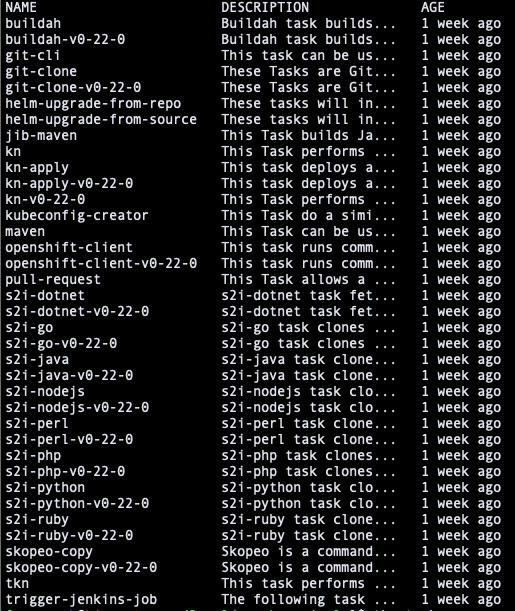 NAME DESCRIPTION AGE
buildah Buildah task builds... 1 week ago
buildah-v0-22-0 Buildah task builds... 1 week ago
git-cli This task can be us... 1 week ago
git-clone These Tasks are Git... 1 week ago
git-clone-v0-22-0 These Tasks are Git... 1 week ago
helm-upgrade-from-repo These tasks will in... 1 week ago
helm-upgrade-from-source These tasks will in... 1 week ago
jib-maven This Task builds Ja... 1 week ago
kn This Task performs ... 1 week ago
kn-apply This task deploys a... 1 week ago
kn-apply-v0-22-0 This task deploys a... 1 week ago
kn-v0-22-0 This Task performs ... 1 week ago
kubeconfig-creator This Task do a simi... 1 week ago
maven This Task can be us... 1 week ago
openshift-client This task runs comm... 1 week ago
openshift-client-v0-22-0 This task runs comm... 1 week ago
pull-request This Task allows a ... 1 week ago
s2i-dotnet s2i-dotnet task fet... 1 week ago
s2i-dotnet-v0-22-0 s2i-dotnet task fet... 1 week ago
s2i-go s2i-go task clones ... 1 week ago
s2i-go-v0-22-0 s2i-go task clones ... 1 week ago
s2i-java s2i-java task clone... 1 week ago
s2i-java-v0-22-0 s2i-java task clone... 1 week ago
s2i-nodejs s2i-nodejs task clo... 1 week ago
s2i-nodejs-v0-22-0 s2i-nodejs task clo... 1 week ago
s2i-perl s2i-perl task clone... 1 week ago
s2i-perl-v0-22-0 s2i-perl task clone... 1 week ago
s2i-php s2i-php task clones... 1 week ago
s2i-php-v0-22-0 s2i-php task clones... 1 week ago
s2i-python s2i-python task clo... 1 week ago
s2i-python-v0-22-0 s2i-python task clo... 1 week ago
s2i-ruby s2i-ruby task clone... 1 week ago
s2i-ruby-v0-22-0 s2i-ruby task clone... 1 week ago
skopeo-copy Skopeo is a command... 1 week ago
skopeo-copy-v0-22-0 Skopeo is a command... 1 week ago
tkn This task performs ... 1 week ago
trigger-jenkins-job The following task ... 1 week ago